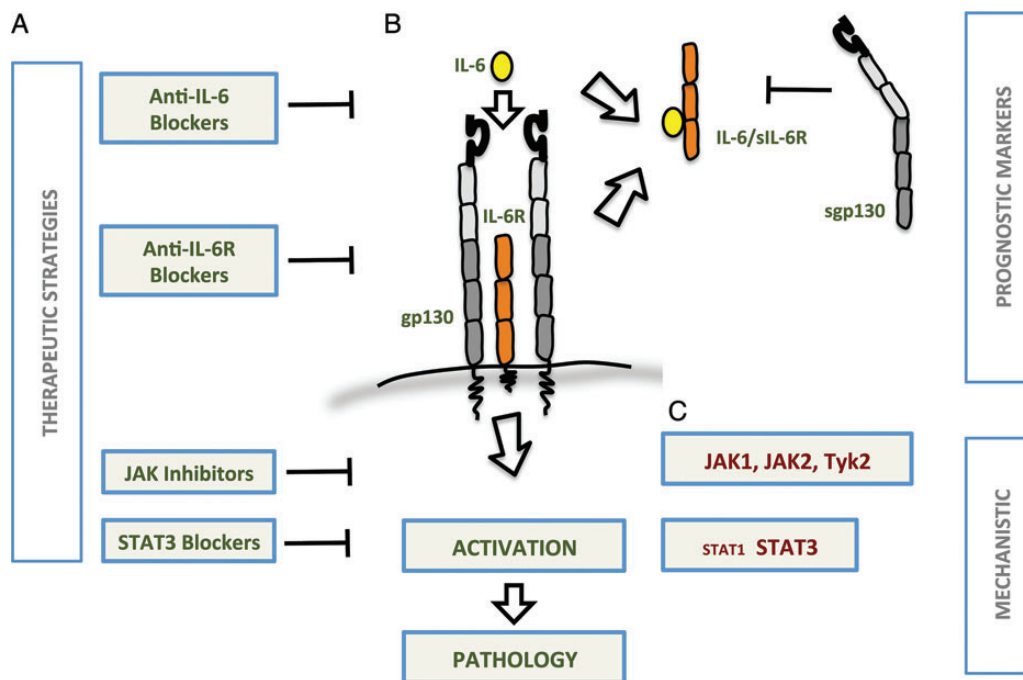 A
THERAPEUTIC STRATEGIES
Anti-IL-6
Blockers
Anti-IL-6R
Blockers
JAK Inhibitors
STAT3 Blockers
B
IL-6
IL-6R
gp130
IL-6/sIL-6R
sgp130
PROGNOSTIC MARKERS
ACTIVATION
PATHOLOGY
C
JAK1, JAK2, Tyk2
STAT1 STAT3
MECHANISTIC